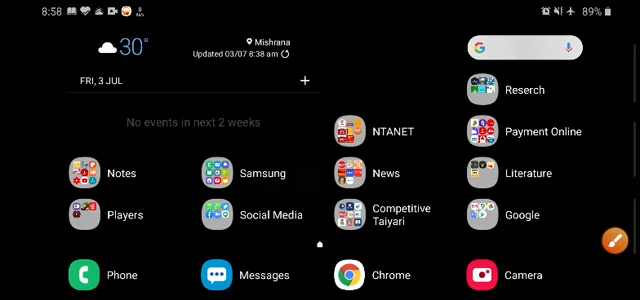 8:58
89%
30°
Mishrana
Updated 03/07 8:38 am
FRI, 3 JUL
+
No events in next 2 weeks
Reserch
NTANET
Payment Online
Notes
Samsung
News
Literature
Players
Social Media
Competitive
Taiyari
Google
Phone
Messages
Chrome
Camera